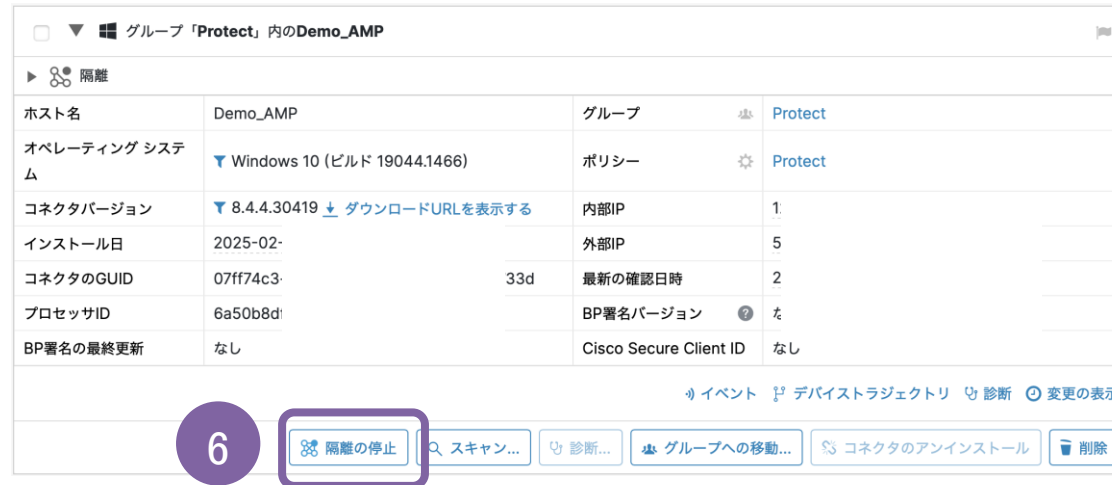 グループ「Protect」内のDemo_AMP
隔離
ホスト名 Demo_AMP グループ Protect
オペレーティング システ
ム
Windows 10 (ビルド 19044.1466) ポリシー Protect
コネクタバージョン 8.4.4.30419 ダウンロードURLを表示する 内部IP
インストール日 2025-02- 外部IP 5
コネクタのGUID 07ff74c3- 33d 最新の確認日時 2
プロセッサID 6a50b8d BP署名バージョン ?
BP署名の最終更新 なし Cisco Secure Client ID なし
イベント デバイストラジェクトリ 診断 変更の表示
6 隔離の停止 スキャン... 診断... グループへの移動... コネクタのアンインストール 削除